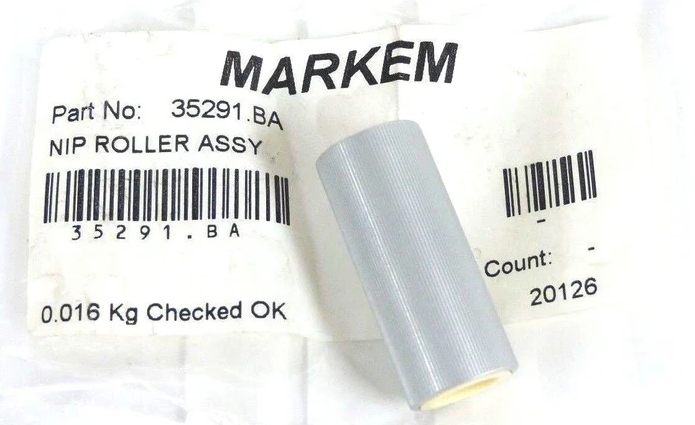 MARKEM
Part No: 35291.BA
NIP ROLLER ASSY
35291.BA
-
Count: -
20126
0.016 Kg Checked OK